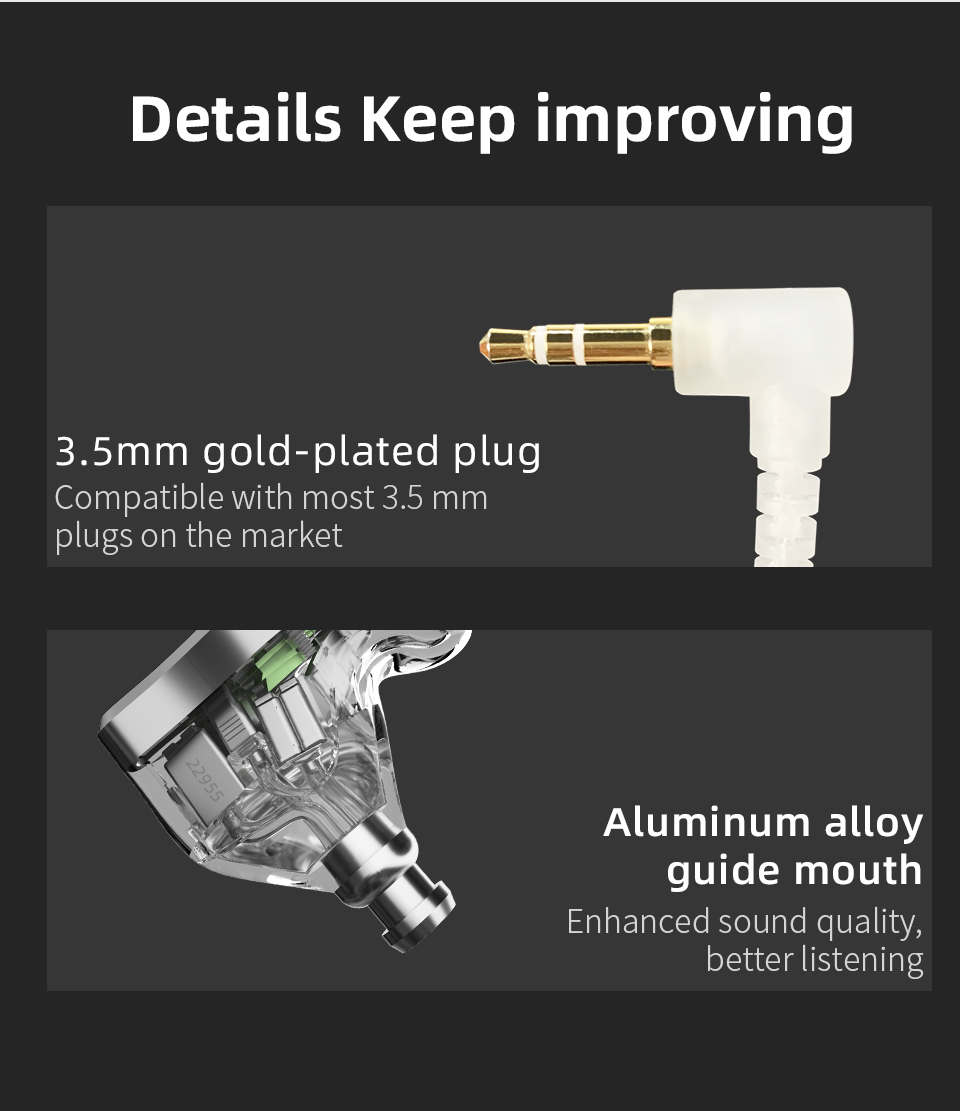 Details Keep improving
3.5mm gold-plated plug
Compatible with most 3.5 mm
plugs on the market
22955
Aluminum alloy
guide mouth
Enhanced sound quality,
better listening